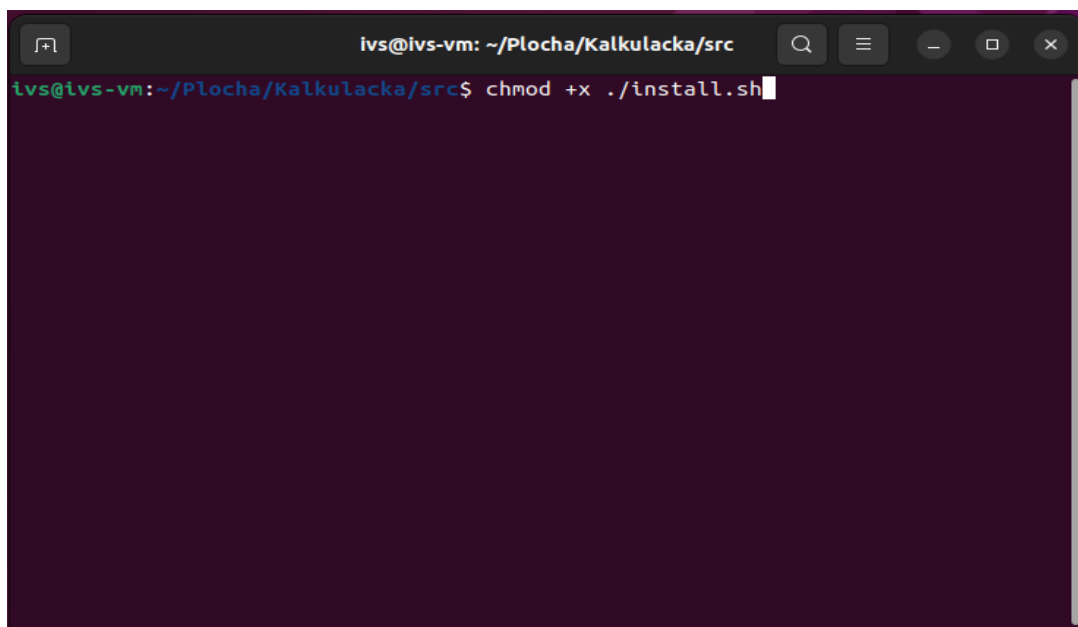 ivs@ivs-vm: ~/Plocha/Kalkulacka/src
ivs@ivs-vm:~/Plocha/Kalkulacka/src$ chmod +x ./install.sh